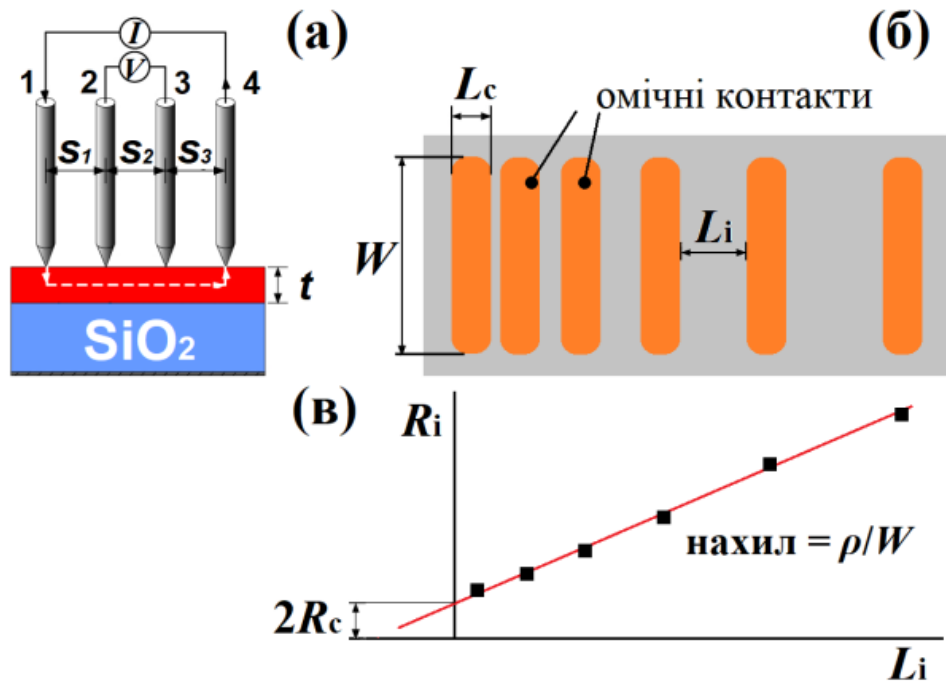 (а)
I
V
1 2 3 4
S1 S2 S3
t
SiO2
(б)
Lc
омічні контакти
W
Li
(в)
Ri
нахил = ρ/W
2Rc
Li